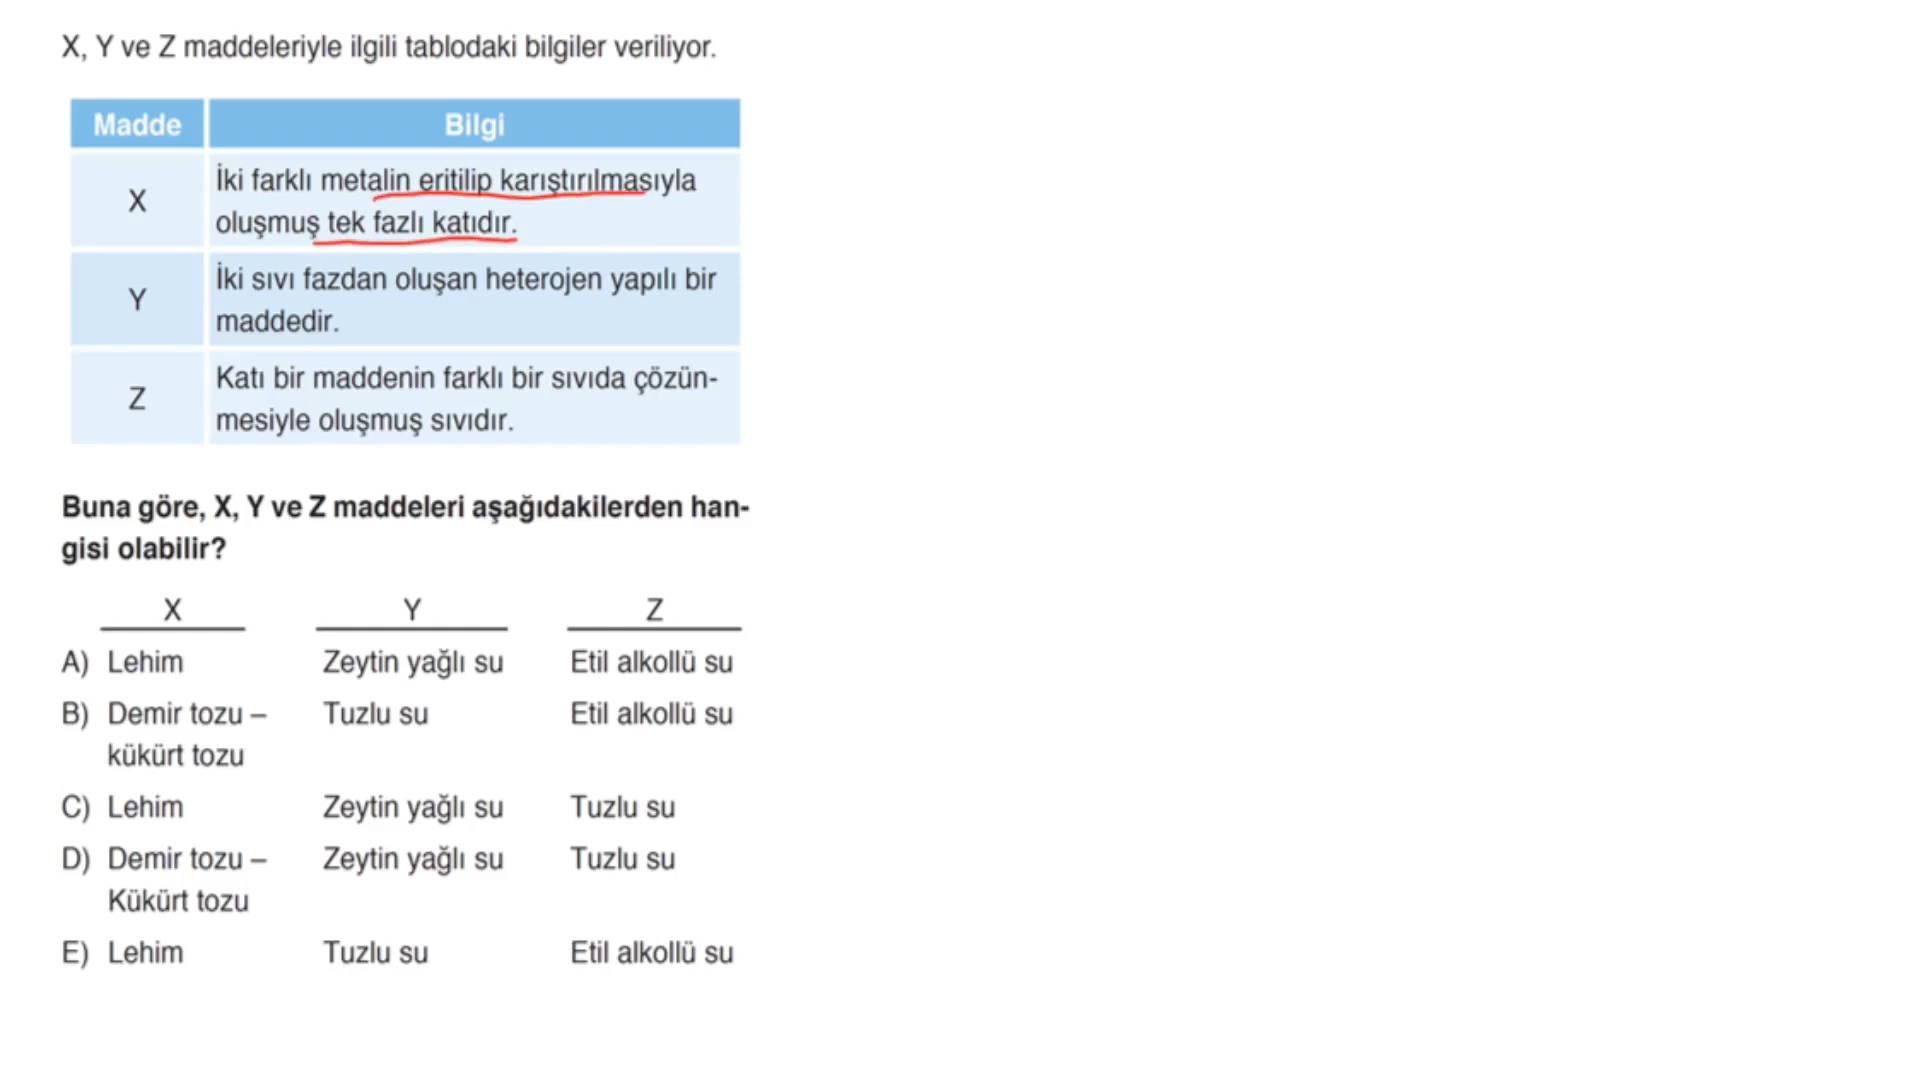 X, Y ve Z maddeleriyle ilgili tablodaki bilgiler veriliyor.
Madde Bilgi
X
İki farklı metalin eritilip karıştırılmasıyla
oluşmuş tek fazlı katıdır.
Y
İki sıvı fazdan oluşan heterojen yapılı bir
maddedir.
Z
Katı bir maddenin farklı bir sıvıda çözün-
mesiyle oluşmuş sıvıdır.
Buna göre, X, Y ve Z maddeleri aşağıdakilerden han-
gisi olabilir?
X Y Z
A) Lehim Zeytin yağlı su Etil alkollü su
B) Demir tozu – Tuzlu su Etil alkollü su
kükürt tozu
C) Lehim Zeytin yağlı su Tuzlu su
D) Demir tozu – Zeytin yağlı su Tuzlu su
Kükürt tozu
E) Lehim Tuzlu su Etil alkollü su